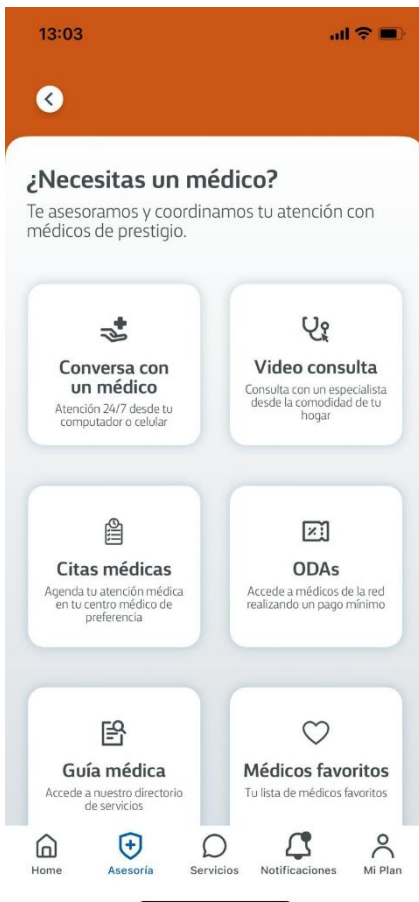 13:03
¿Necesitas un médico?
Te asesoramos y coordinamos tu atención con
médicos de prestigio.
Conversa con
un médico
Atención 24/7 desde tu
computador o celular
Video consulta
Consulta con un especialista
desde la comodidad de tu
hogar
Citas médicas
Agenda tu atención médica
en tu centro médico de
preferencia
ODAs
Accede a médicos de la red
realizando un pago mínimo
Guía médica
Accede a nuestro directorio
de servicios
Médicos favoritos
Tu lista de médicos favoritos
Home
Asesoría
Servicios
Notificaciones
Mi Plan